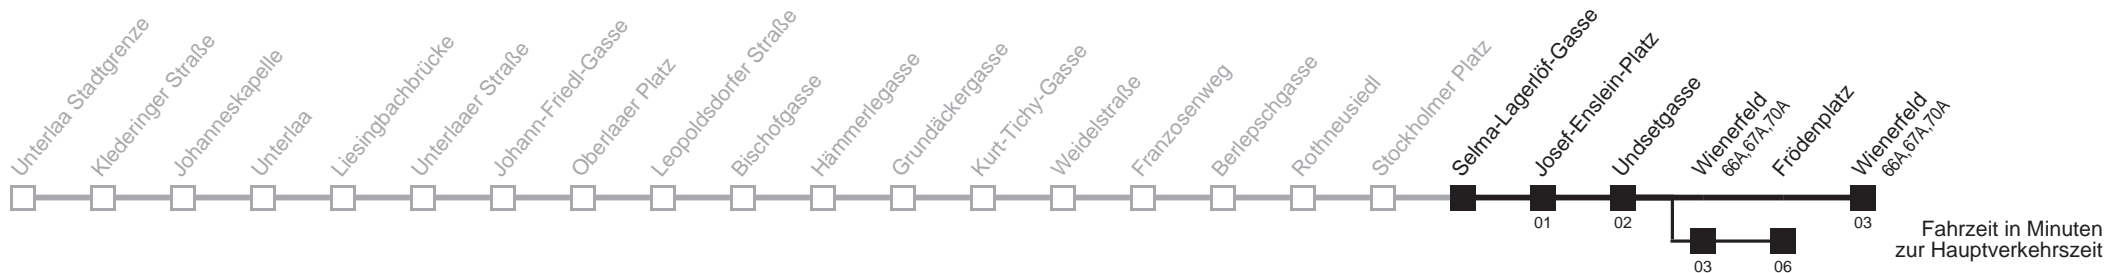 Unterlaa Stadtgrenze
Klederinger Straße
Johanneskapelle
Unterlaa
Liesingbachbrücke
Unterlaaer Straße
Johann-Friedl-Gasse
Oberlaaer Platz
Leopoldsdorfer Straße
Bischofgasse
Hämmerlegasse
Grundäckergasse
Kurt-Tichy-Gasse
Weidelstraße
Franzosenweg
Berlepschgasse
Rothneusiedl
Stockholmer Platz
Selma-Lagerlöf-Gasse
Josef-Enslein-Platz
Undsetgasse
Wienerfeld
66A,67A,70A
Frödenplatz
Wienerfeld
66A,67A,70A
01
02
03
Fahrzeit in Minuten
zur Hauptverkehrszeit
03
06